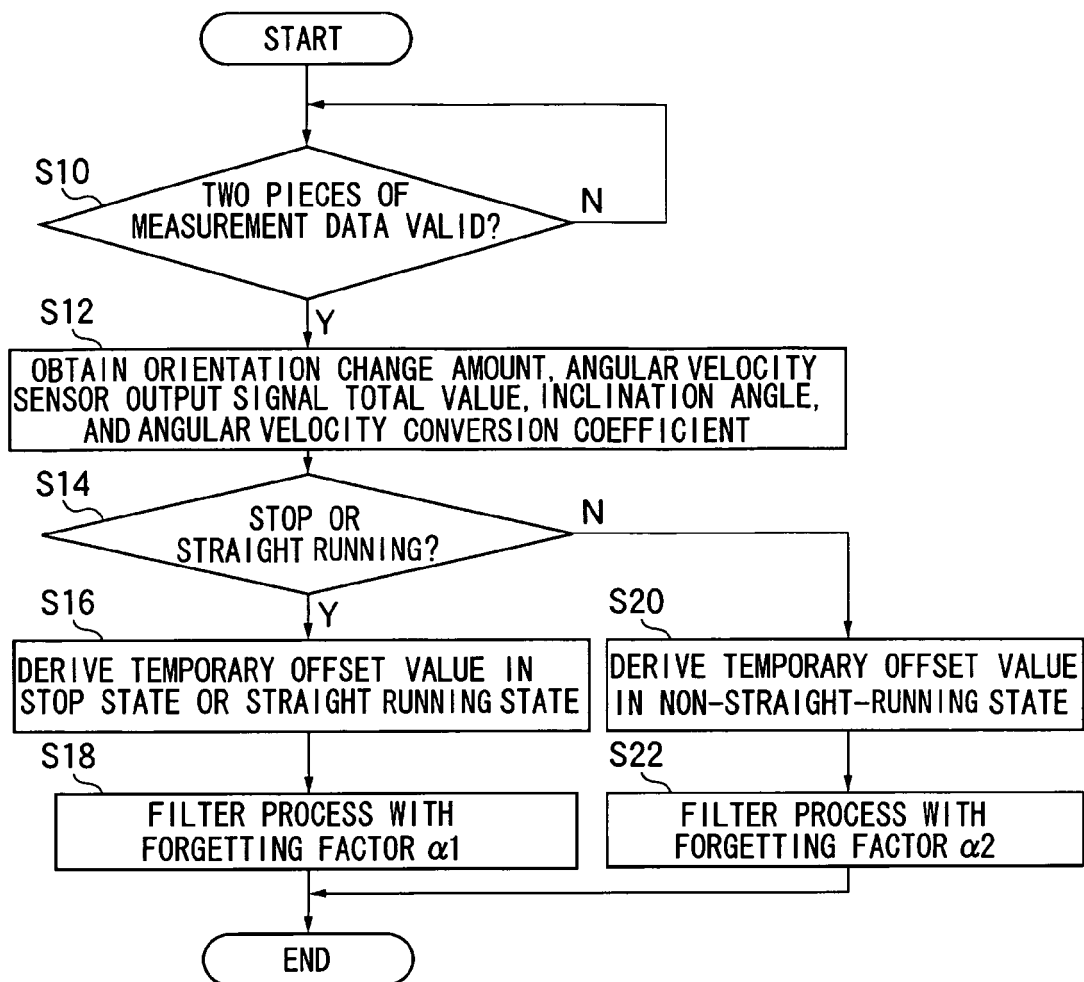 START
S10
TWO PIECES OF
MEASUREMENT DATA VALID?
N
Y
S12
OBTAIN ORIENTATION CHANGE AMOUNT, ANGULAR VELOCITY
SENSOR OUTPUT SIGNAL TOTAL VALUE, INCLINATION ANGLE,
AND ANGULAR VELOCITY CONVERSION COEFFICIENT
S14
STOP OR
STRAIGHT RUNNING?
N
Y
S16
DERIVE TEMPORARY OFFSET VALUE IN
STOP STATE OR STRAIGHT RUNNING STATE
S20
DERIVE TEMPORARY OFFSET VALUE
IN NON-STRAIGHT-RUNNING STATE
S18
FILTER PROCESS WITH
FORGETTING FACTOR α1
S22
FILTER PROCESS WITH
FORGETTING FACTOR α2
END